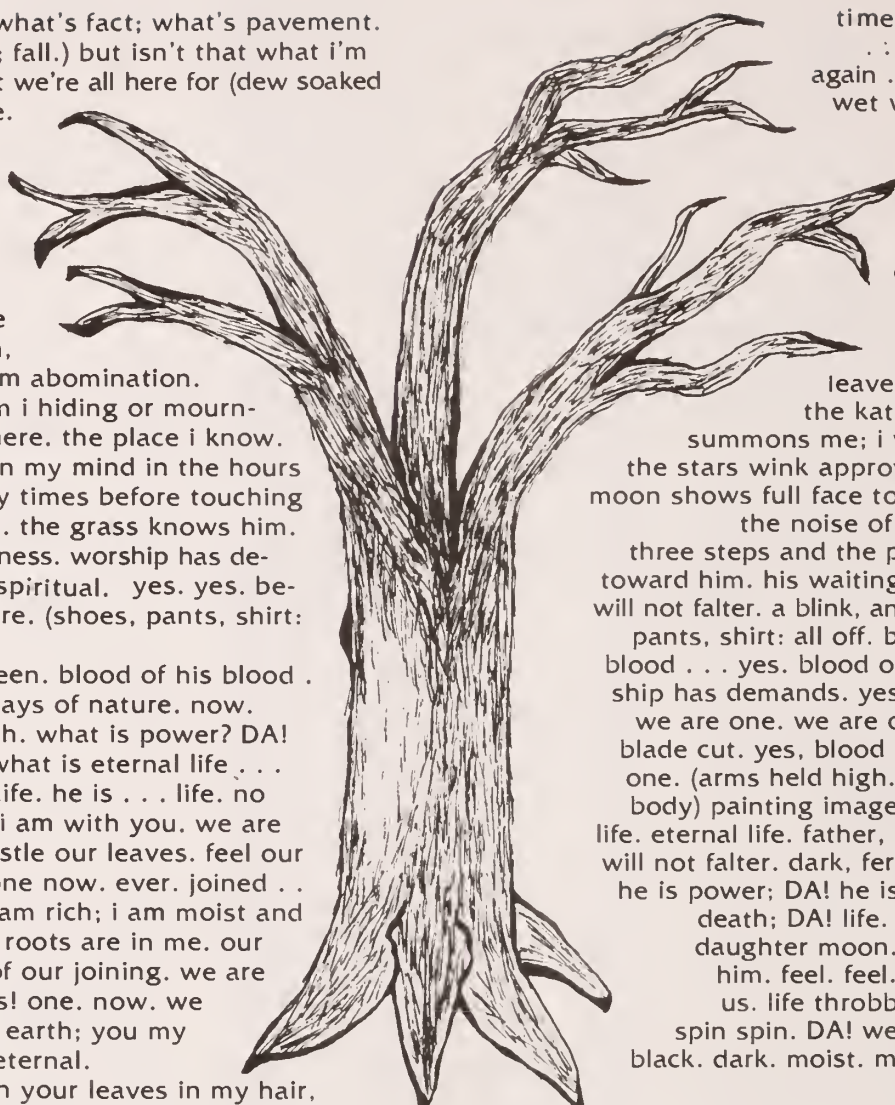 what's fact; what's pavement.
; fall.) but isn't that what i'm
t we're all here for (dew soaked
e.
e
n,
m abomination.
n i hiding or mourn-
here. the place i know.
n my mind in the hours
y times before touching
. the grass knows him.
ness. worship has de-
spiritual. yes. yes. be-
re. (shoes, pants, shirt:
een. blood of his blood .
ays of nature. now.
h. what is power? DA!
what is eternal life . . .
ife. he is . . . life. no
i am with you. we are
stle our leaves. feel our
one now. ever. joined . .
am rich; i am moist and
roots are in me. our
of our joining. we are
s! one. now. we
earth; you my
eternal.
n your leaves in my hair,
time
. .
again .
wet w
leave
the kat
summons me; i w
the stars wink approv
moon shows full face to
the noise of
three steps and the p
toward him. his waiting
will not falter. a blink, an
pants, shirt: all off. b
blood . . . yes. blood o
ship has demands. yes
we are one. we are o
blade cut. yes, blood
one. (arms held high.
body) painting image
life. eternal life. father,
will not falter. dark, fer
he is power; DA! he is
death; DA! life.
daughter moon.
him. feel. feel.
us. life throbb
spin spin. DA! we
black. dark. moist. m